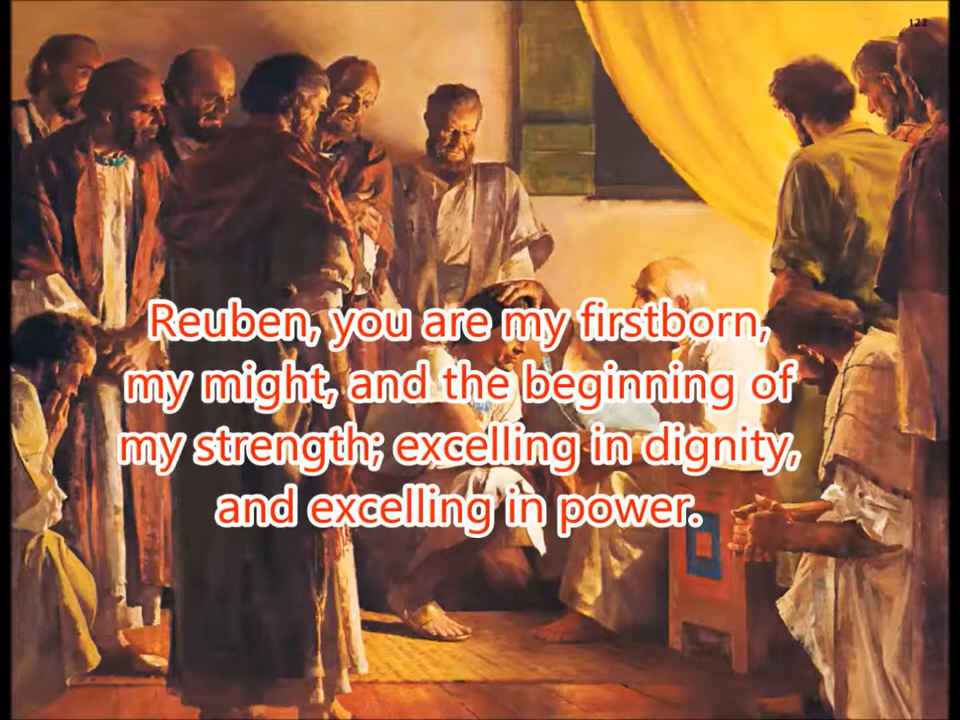 122
Reuben, you are my firstborn,
my might, and the beginning of
my strength; excelling in dignity,
and excelling in power.